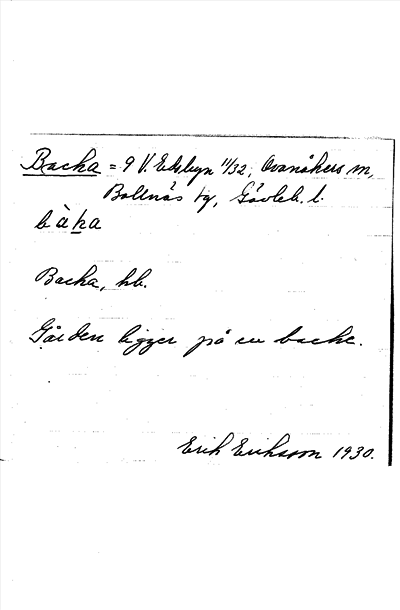 Backa = 9 V. Edsbyn 11/32, Ovanåkers sn,
Bollnäs tg, Gävleb. l.
bàka
Backa, hb.
Gården ligger på en backe.
Erik Eriksson 1930.